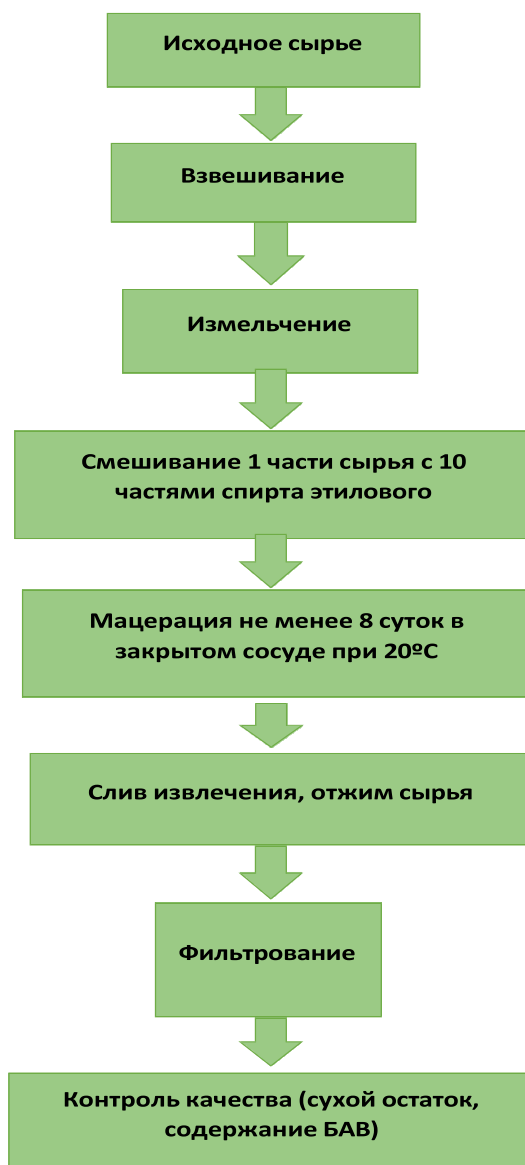 Исходное сырье
Взвешивание
Измельчение
Смешивание 1 части сырья с 10
частями спирта этилового
Мацерация не менее 8 суток в
закрытом сосуде при 20ºС
Слив извлечения, отжим сырья
Фильтрование
Контроль качества (сухой остаток,
содержание БАВ)